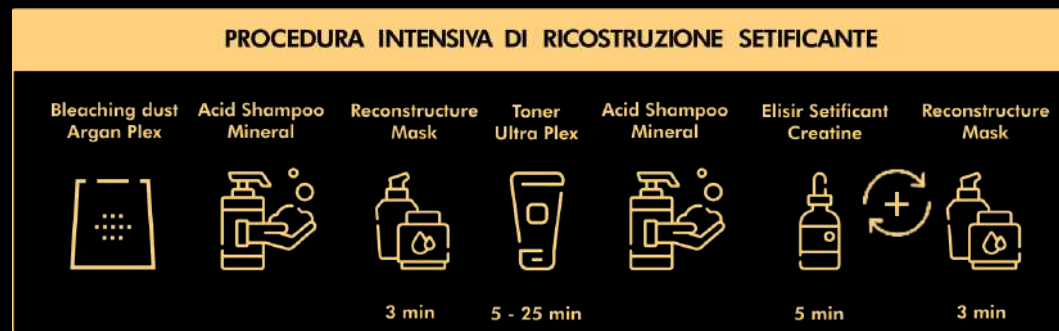 PROCEDURA INTENSIVA DI RICOSTRUZIONE SETIFICANTE
Bleaching dust
Argan Plex
Acid Shampoo
Mineral
Reconstructure
Mask
3 min
Toner
Ultra Plex
5 - 25 min
Acid Shampoo
Mineral
Elisir Setificant
Creatine
5 min
Reconstructure
Mask
3 min